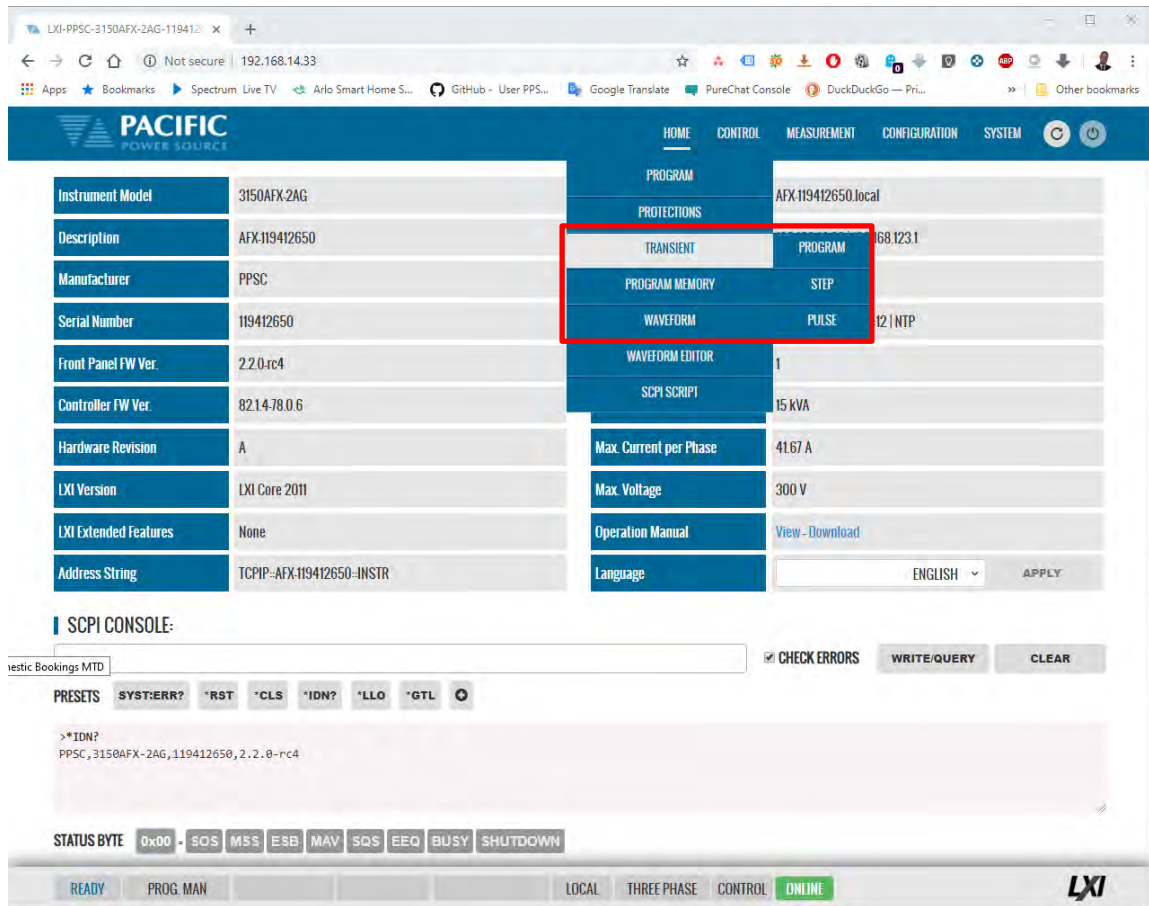 LXI-PPSC-3150AFX-2AG-119412
Not secure | 192.168.14.33
Apps Bookmarks Spectrum Live TV Arlo Smart Home S... GitHub - User PPS... Google Translate PureChat Console DuckDuckGo — Pri... » Other bookmarks
PACIFIC
POWER SOURCE
HOME CONTROL MEASUREMENT CONFIGURATION SYSTEM
PROGRAM
PROTECTIONS
TRANSIENT PROGRAM
PROGRAM MEMORY STEP
WAVEFORM PULSE
WAVEFORM EDITOR
SCPI SCRIPT
Instrument Model 3150AFX-2AG AFX-119412650.local
Description AFX-119412650 168.123.1
Manufacturer PPSC
Serial Number 119412650 12 | NTP
Front Panel FW Ver. 2.2.0-rc4 1
Controller FW Ver. 82.1.4-78.0.6 15 kVA
Hardware Revision A Max. Current per Phase 41.67 A
LXI Version LXI Core 2011 Max. Voltage 300 V
LXI Extended Features None Operation Manual View - Download
Address String TCPIP::AFX-119412650::INSTR Language ENGLISH APPLY
SCPI CONSOLE:
nestic Bookings MTD CHECK ERRORS WRITE/QUERY CLEAR
PRESETS SYST:ERR? *RST *CLS *IDN? *LLO *GTL
>*IDN?
PPSC,3150AFX-2AG,119412650,2.2.0-rc4
STATUS BYTE 0x00 - SOS MSS ESB MAV SQS EEQ BUSY SHUTDOWN
READY PROG. MAN LOCAL THREE PHASE CONTROL ONLINE LXI